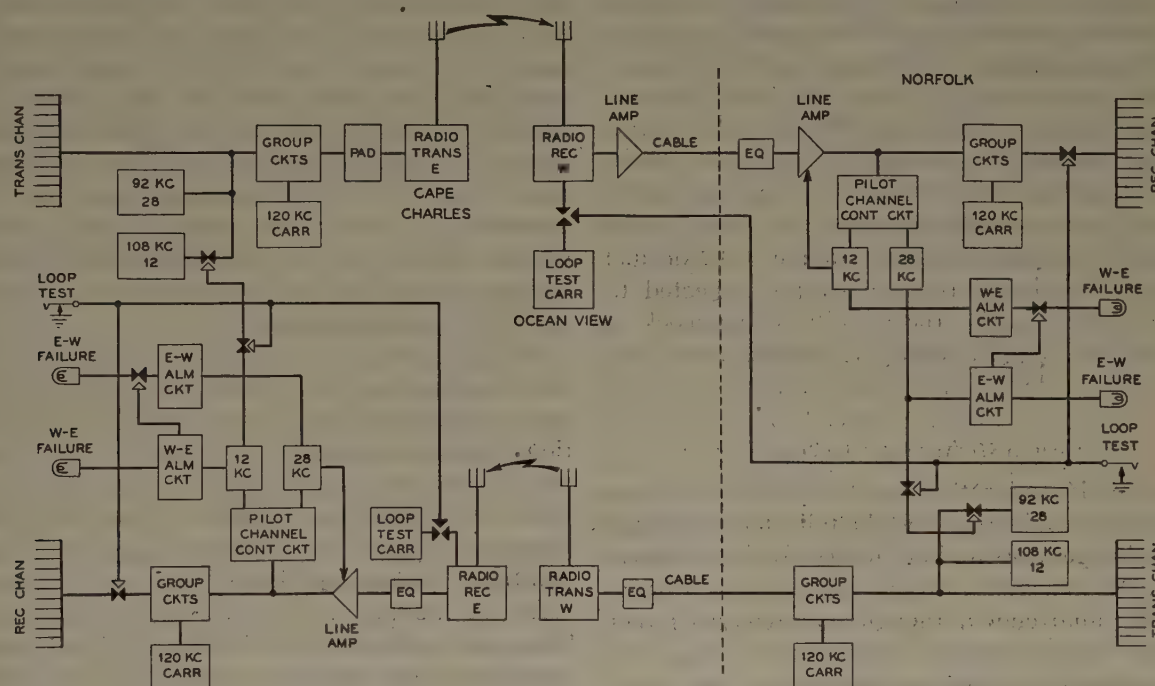 NORFOLK
TRANS CHAN
92 KC
28
108 KC
12
GROUP
CKTS
120 KC
CARR
PAD
RADIO
TRANS
E
CAPE
CHARLES
RADIO
REC
LINE
AMP
CABLE
LOOP
TEST
CARR
OCEAN VIEW
EQ
LINE
AMP
PILOT
CHANNEL
CONT CKT
12
KC
28
KC
GROUP
CKTS
120 KC
CARR
REC CHAN
W-E
ALM
CKT
W-E
FAILURE
E-W
ALM
CKT
E-W
FAILURE
LOOP
TEST
LOOP
TEST
E-W
FAILURE
E-W
ALM
CKT
W-E
FAILURE
W-E
ALM
CKT
12
KC
28
KC
PILOT
CHANNEL
CONT CKT
REC CHAN
GROUP
CKTS
120 KC
CARR
LINE
AMP
EQ
LOOP
TEST
CARR
RADIO
REC
E
RADIO
TRANS
W
EQ
CABLE
GROUP
CKTS
120 KC
CARR
92 KC
28
108 KC
12
TRANS CHAN